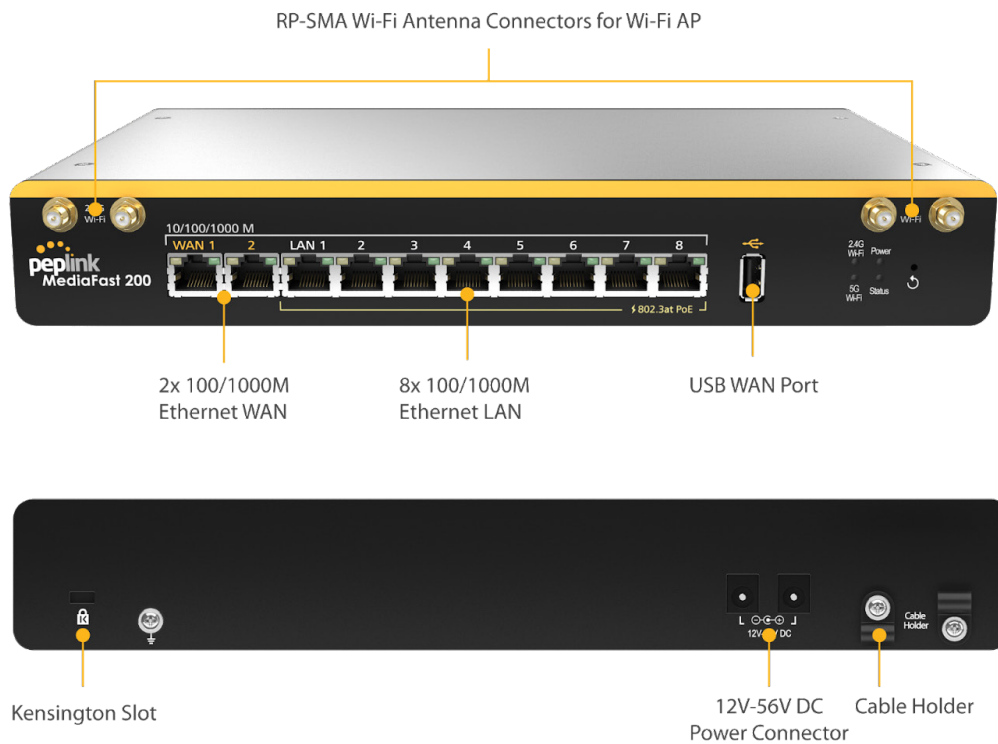 RP-SMA Wi-Fi Antenna Connectors for Wi-Fi AP
Wi-Fi
Wi-Fi
10/100/1000 M
WAN 1 2 LAN 1 2 3 4 5 6 7 8
peplink
MediaFast 200
802.3at PoE
2.4G
Wi-Fi
Power
5G
Wi-Fi
Status
2x 100/1000M
Ethernet WAN
8x 100/1000M
Ethernet LAN
USB WAN Port
K
Cable
Holder
DC
Kensington Slot
12V-56V DC
Power Connector
Cable Holder